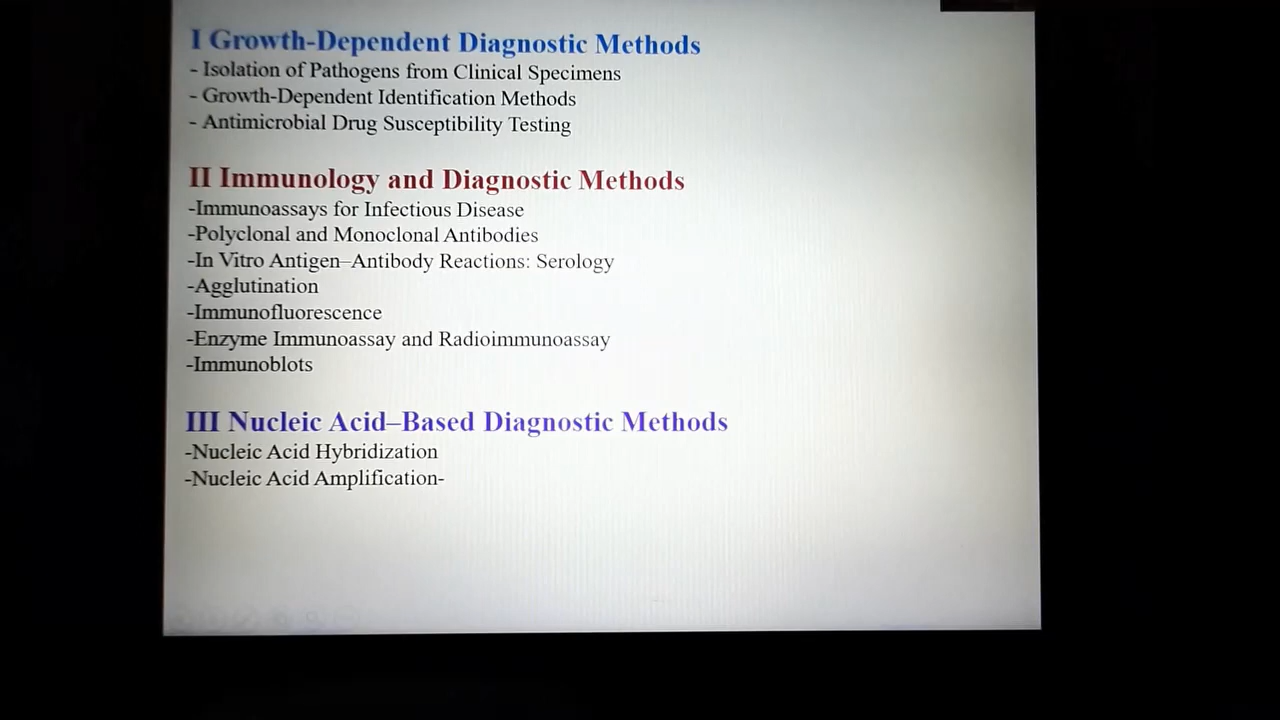 I Growth-Dependent Diagnostic Methods
- Isolation of Pathogens from Clinical Specimens
- Growth-Dependent Identification Methods
- Antimicrobial Drug Susceptibility Testing
II Immunology and Diagnostic Methods
-Immunoassays for Infectious Disease
-Polyclonal and Monoclonal Antibodies
-In Vitro Antigen–Antibody Reactions: Serology
-Agglutination
-Immunofluorescence
-Enzyme Immunoassay and Radioimmunoassay
-Immunoblots
III Nucleic Acid–Based Diagnostic Methods
-Nucleic Acid Hybridization
-Nucleic Acid Amplification-